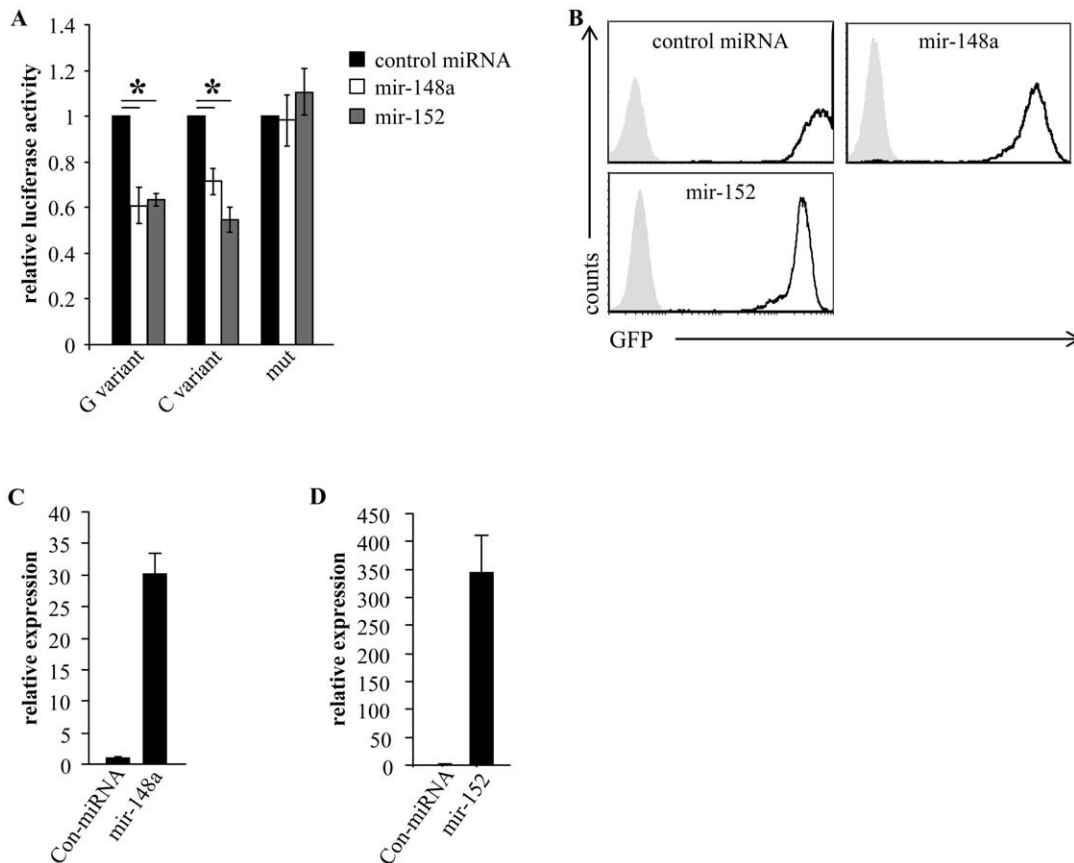 A
relative luciferase activity
1.4
1.2
1
0.8
0.6
0.4
0.2
0
*
*
G variant
C variant
mut
control miRNA
mir-148a
mir-152
B
control miRNA
mir-148a
mir-152
counts
GFP
C
relative expression
40
35
30
25
20
15
10
5
0
Con-miRNA
mir-148a
D
relative expression
450
400
350
300
250
200
150
100
50
0
Con-miRNA
mir-152